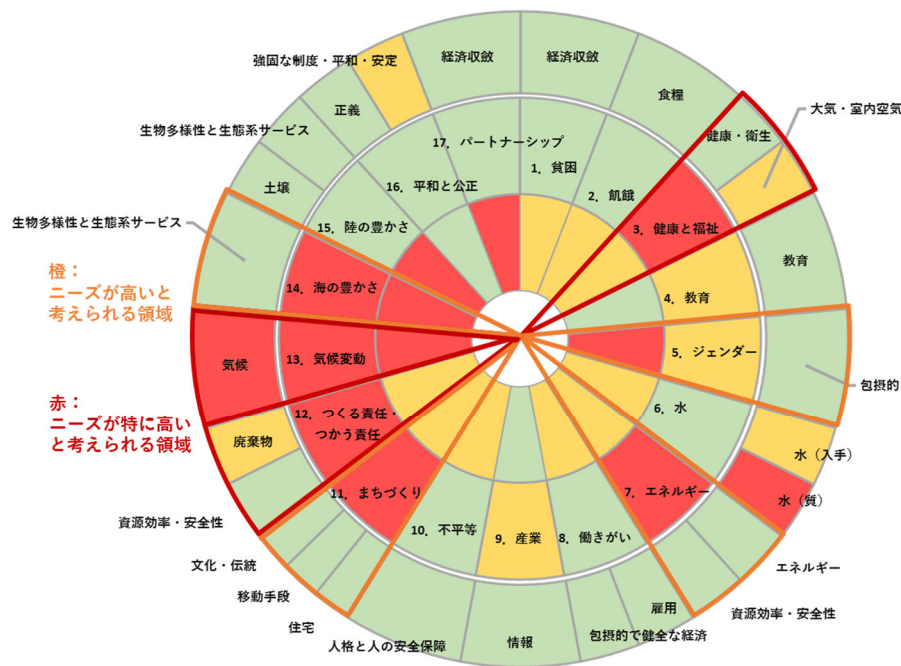 強固な制度・平和・安定
経済収斂
経済収斂
食糧
大気・室内空気
健康・衛生
正義
生物多様性と生態系サービス
17. パートナーシップ
1. 貧困
16. 平和と公正
2. 飢餓
土壌
15. 陸の豊かさ
3. 健康と福祉
生物多様性と生態系サービス
教育
橙：
ニーズが高いと
考えられる領域
14. 海の豊かさ
4. 教育
気候
13. 気候変動
5. ジェンダー
包摂的
赤：
ニーズが特に高い
と考えられる領域
12. つくる責任・
つかう責任
6. 水
廃棄物
水（入手）
11. まちづくり
7. エネルギー
水（質）
資源効率・安全性
10. 不平等
9. 産業
8. 働きがい
文化・伝統
エネルギー
移動手段
雇用
資源効率・安全性
住宅
包摂的で健全な経済
人格と人の安全保障
情報